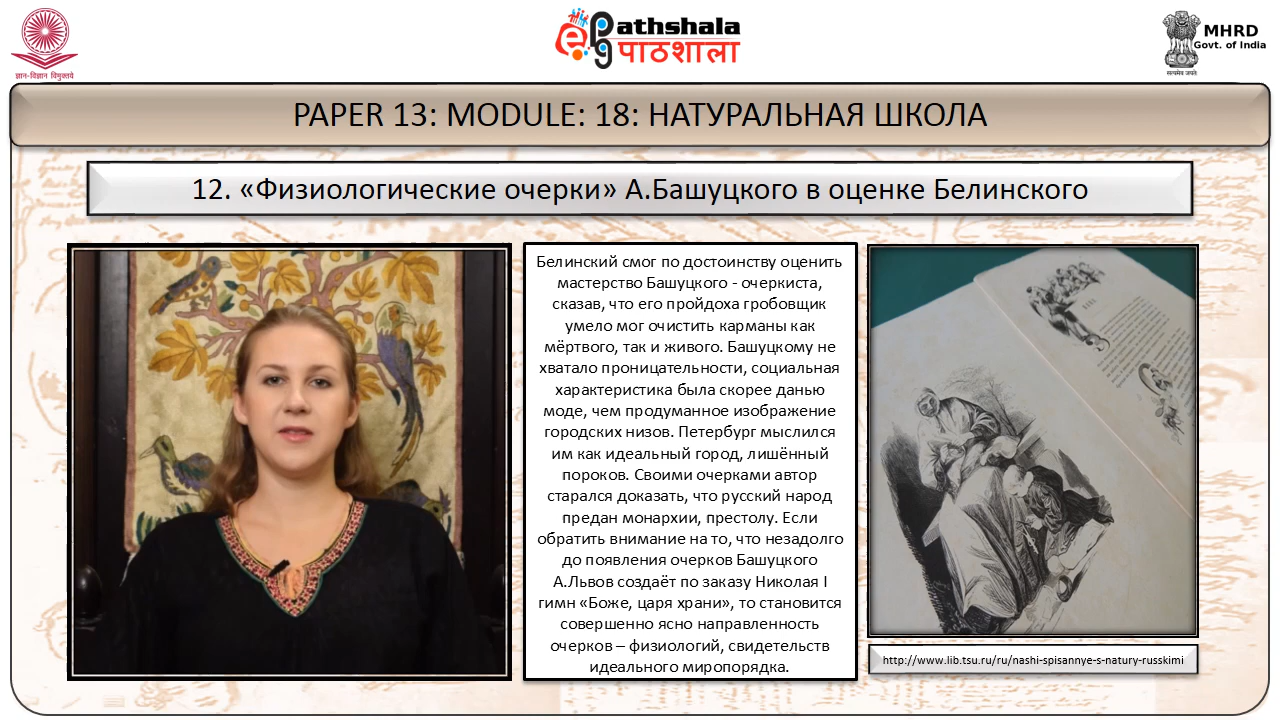 ज्ञान-विज्ञान विमुक्तये
epg Pathshala
पाठशाला
MHRD
Govt. of India
सत्यमेव जयते
PAPER 13: MODULE: 18: НАТУРАЛЬНАЯ ШКОЛА
12. «Физиологические очерки» А.Башуцкого в оценке Белинского
Белинский смог по достоинству оценить
мастерство Башуцкого - очеркиста,
сказав, что его пройдоха гробовщик
умело мог очистить карманы как
мёртвого, так и живого. Башуцкому не
хватало проницательности, социальная
характеристика была скорее данью
моде, чем продуманное изображение
городских низов. Петербург мыслился
им как идеальный город, лишённый
пороков. Своими очерками автор
старался доказать, что русский народ
предан монархии, престолу. Если
обратить внимание на то, что незадолго
до появления очерков Башуцкого
А.Львов создаёт по заказу Николая I
гимн «Боже, царя храни», то становится
совершенно ясно направленность
очерков – физиологий, свидетельств
идеального миропорядка.
http://www.lib.tsu.ru/ru/nashi-spisannye-s-natury-russkimi